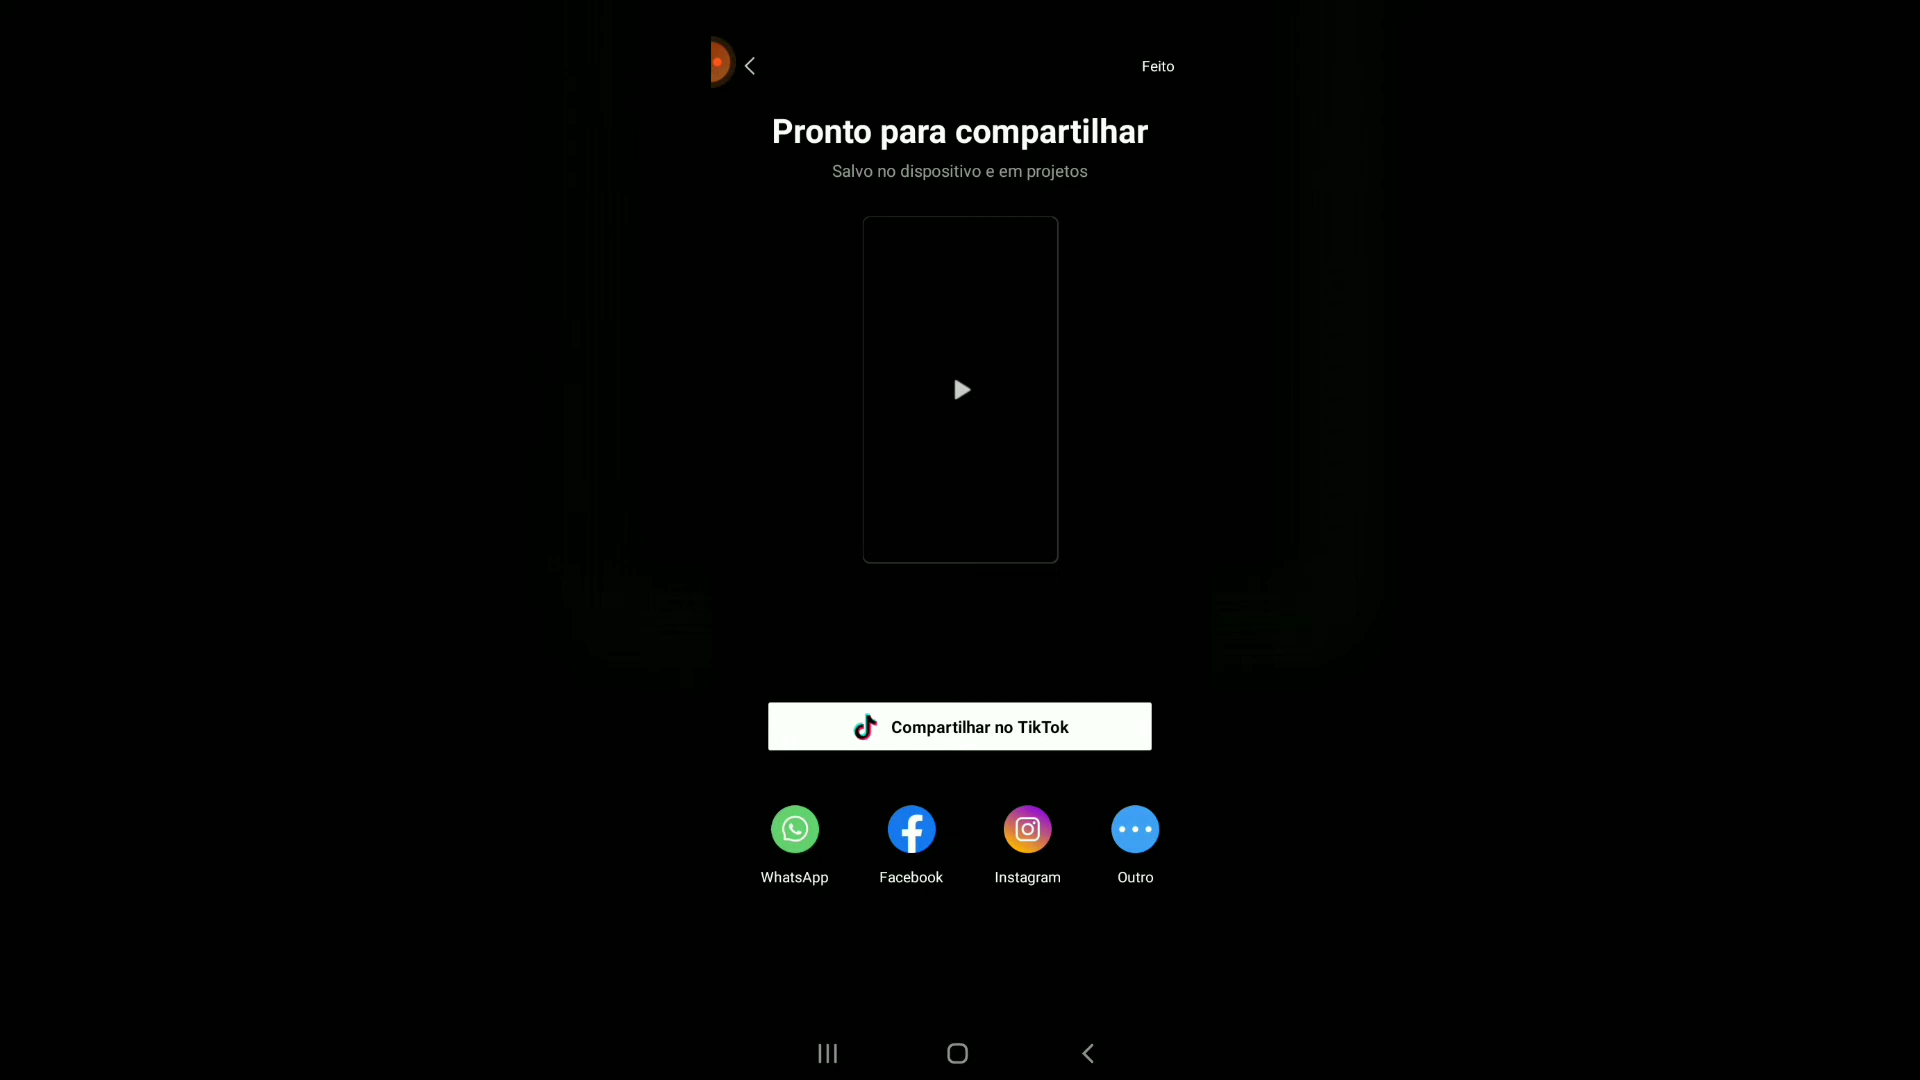 Feito
Pronto para compartilhar
Salvo no dispositivo e em projetos
Compartilhar no TikTok
WhatsApp
Facebook
Instagram
Outro